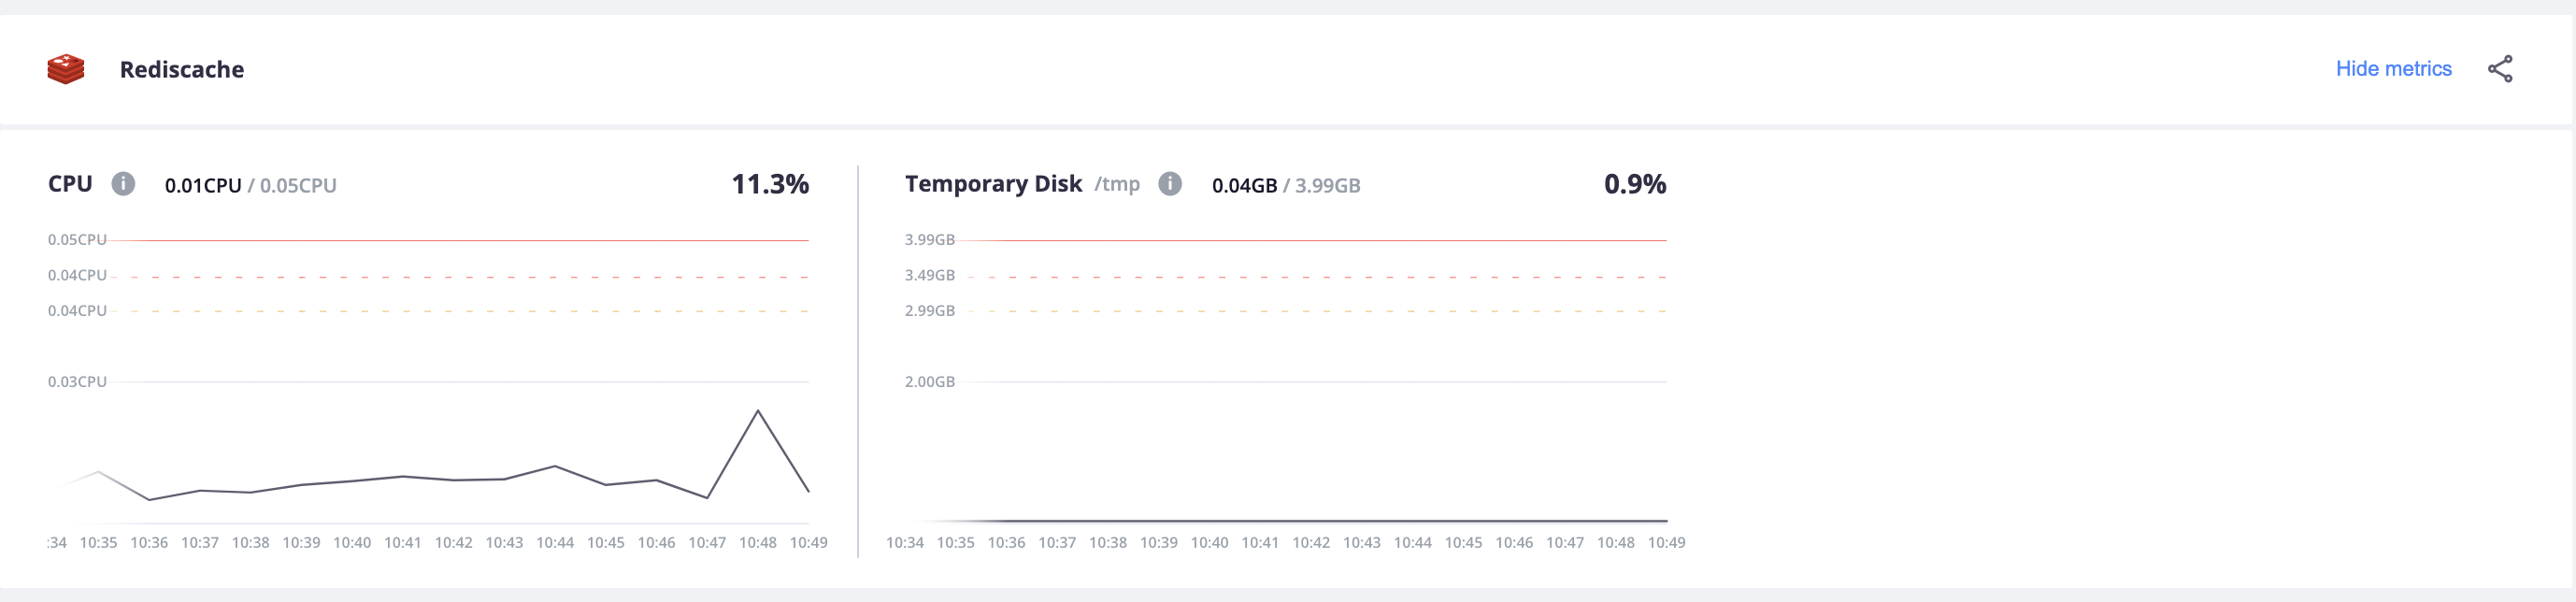 Rediscache
Hide metrics
CPU 0.01CPU / 0.05CPU 11.3%
0.05CPU
0.04CPU
0.04CPU
0.03CPU
:34 10:35 10:36 10:37 10:38 10:39 10:40 10:41 10:42 10:43 10:44 10:45 10:46 10:47 10:48 10:49
Temporary Disk /tmp 0.04GB / 3.99GB 0.9%
3.99GB
3.49GB
2.99GB
2.00GB
10:34 10:35 10:36 10:37 10:38 10:39 10:40 10:41 10:42 10:43 10:44 10:45 10:46 10:47 10:48 10:49